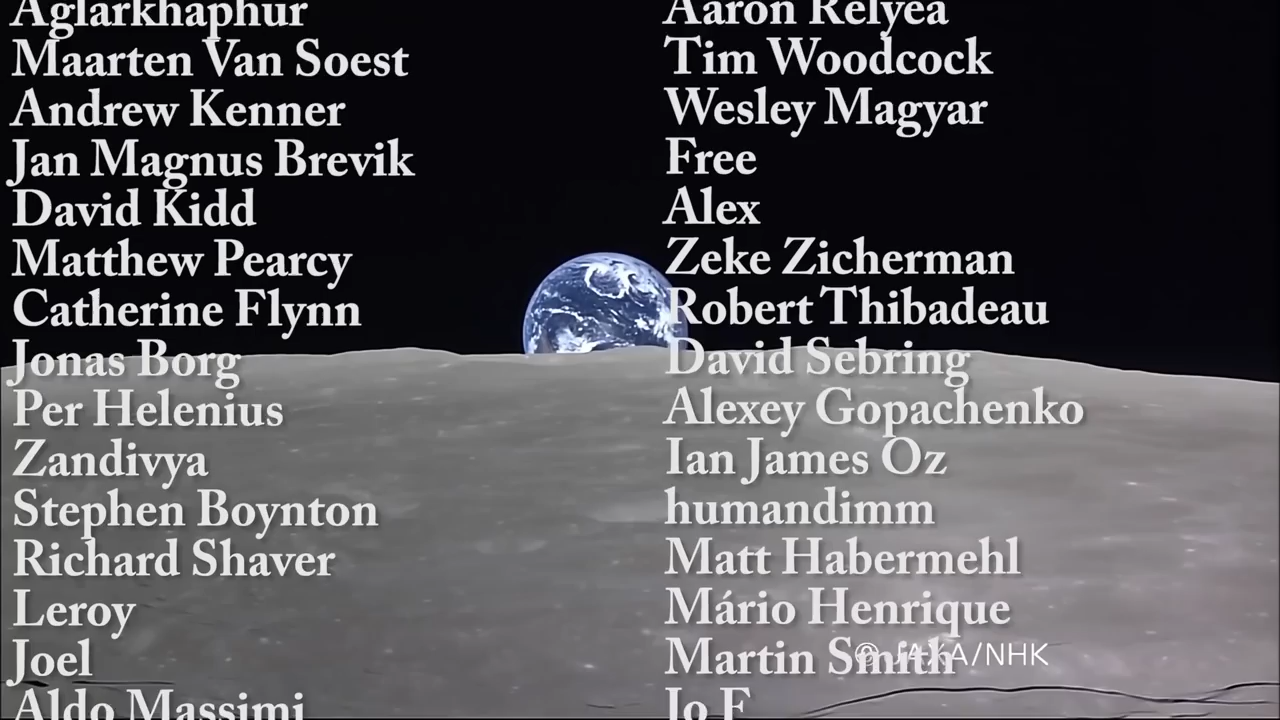 Aglarkhaphur
Maarten Van Soest
Andrew Kenner
Jan Magnus Brevik
David Kidd
Matthew Pearcy
Catherine Flynn
Jonas Borg
Per Helenius
Zandivya
Stephen Boynton
Richard Shaver
Leroy
Joel
Aldo Massimi
Aaron Relyea
Tim Woodcock
Wesley Magyar
Free
Alex
Zeke Zicherman
Robert Thibadeau
David Sebring
Alexey Gopachenko
Ian James Oz
humandimm
Matt Habermehl
Mário Henrique
Martin Smith
Jo F
© JAXA/NHK